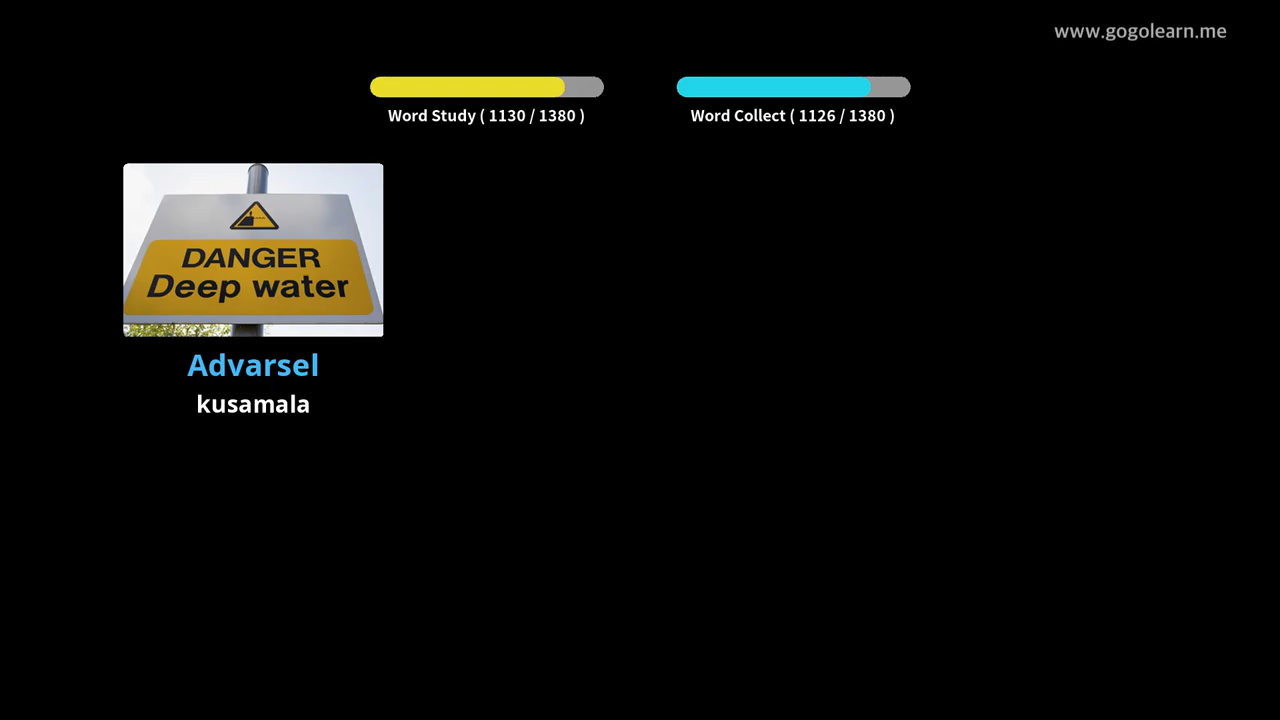 www.gogolearn.me
Word Study ( 1130 / 1380 )
Word Collect ( 1126 / 1380 )
DANGER
Deep water
Advarsel
kusamala